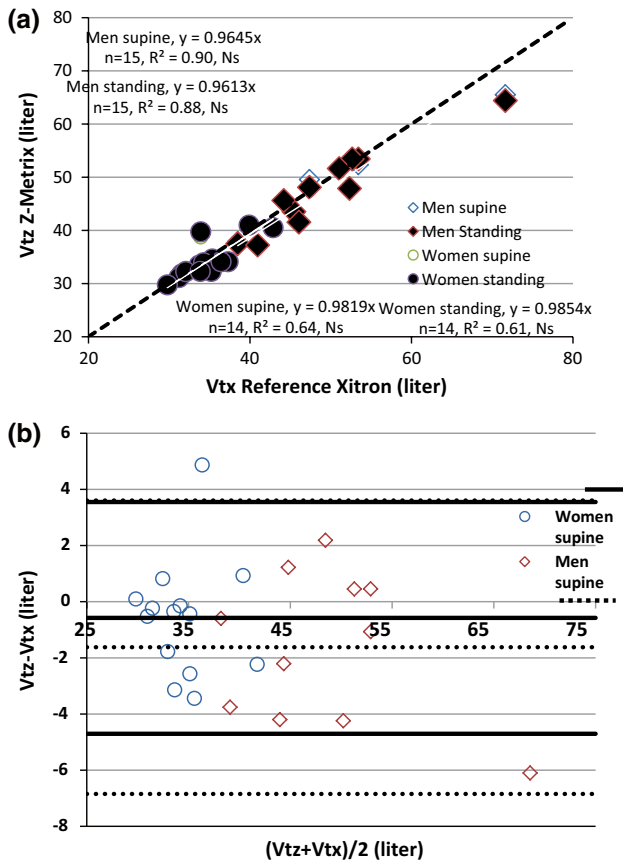 (a)
80
70
60
50
40
30
20
Vtz Z-Metrix (liter)
Men supine, y = 0.9645x
n=15, R² = 0.90, Ns
Men standing, y = 0.9613x
n=15, R² = 0.88, Ns
Men supine
Men Standing
Women supine
Women standing
Women supine, y = 0.9819x
n=14, R² = 0.64, Ns
Women standing, y = 0.9854x
n=14, R² = 0.61, Ns
20 40 60 80
Vtx Reference Xitron (liter)
(b)
6
4
2
0
-2
-4
-6
-8
Vtz-Vtx (liter)
Women supine
Men supine
25 35 45 55 65 75
(Vtz+Vtx)/2 (liter)